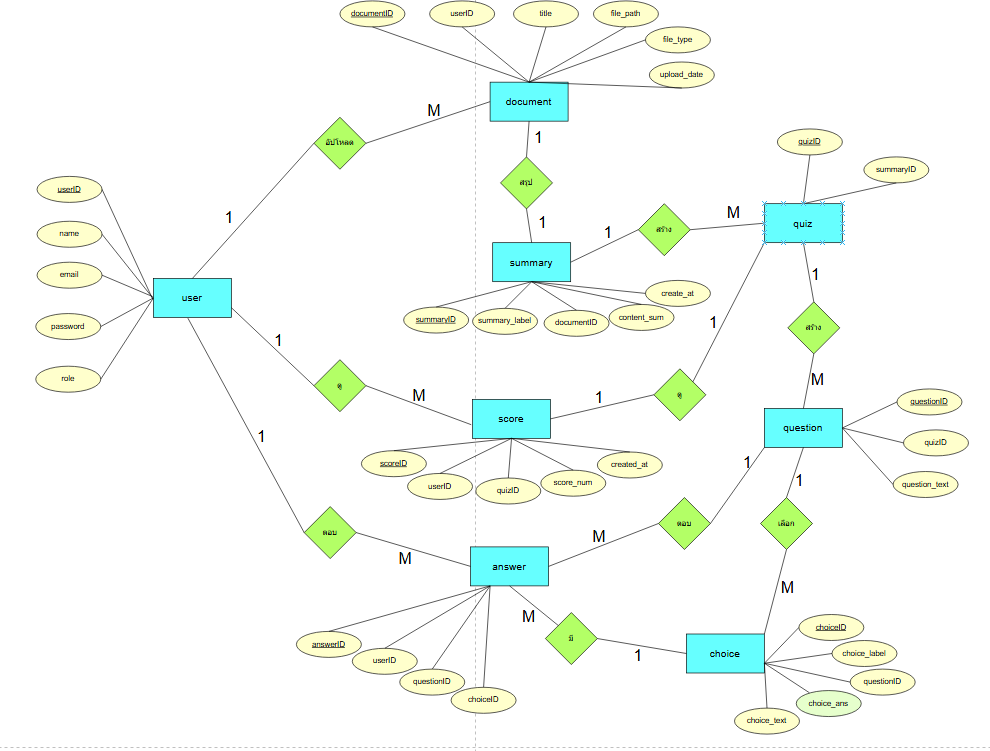 documentID
userID
title
file_path
file_type
upload_date
document
M
อัปโหลด
1
1
สรุป
1
quizID
summaryID
quiz
M
สร้าง
1
summary
summaryID
summary_label
documentID
content_sum
create_at
userID
name
email
password
role
user
1
1
1
สร้าง
M
1
ดู
M
score
1
ดู
scoreID
userID
quizID
score_num
created_at
question
questionID
quizID
question_text
1
1
ตอบ
M
answer
M
ตอบ
เลือก
M
answerID
userID
questionID
choiceID
M
มี
1
choice
choiceID
choice_label
questionID
choice_ans
choice_text